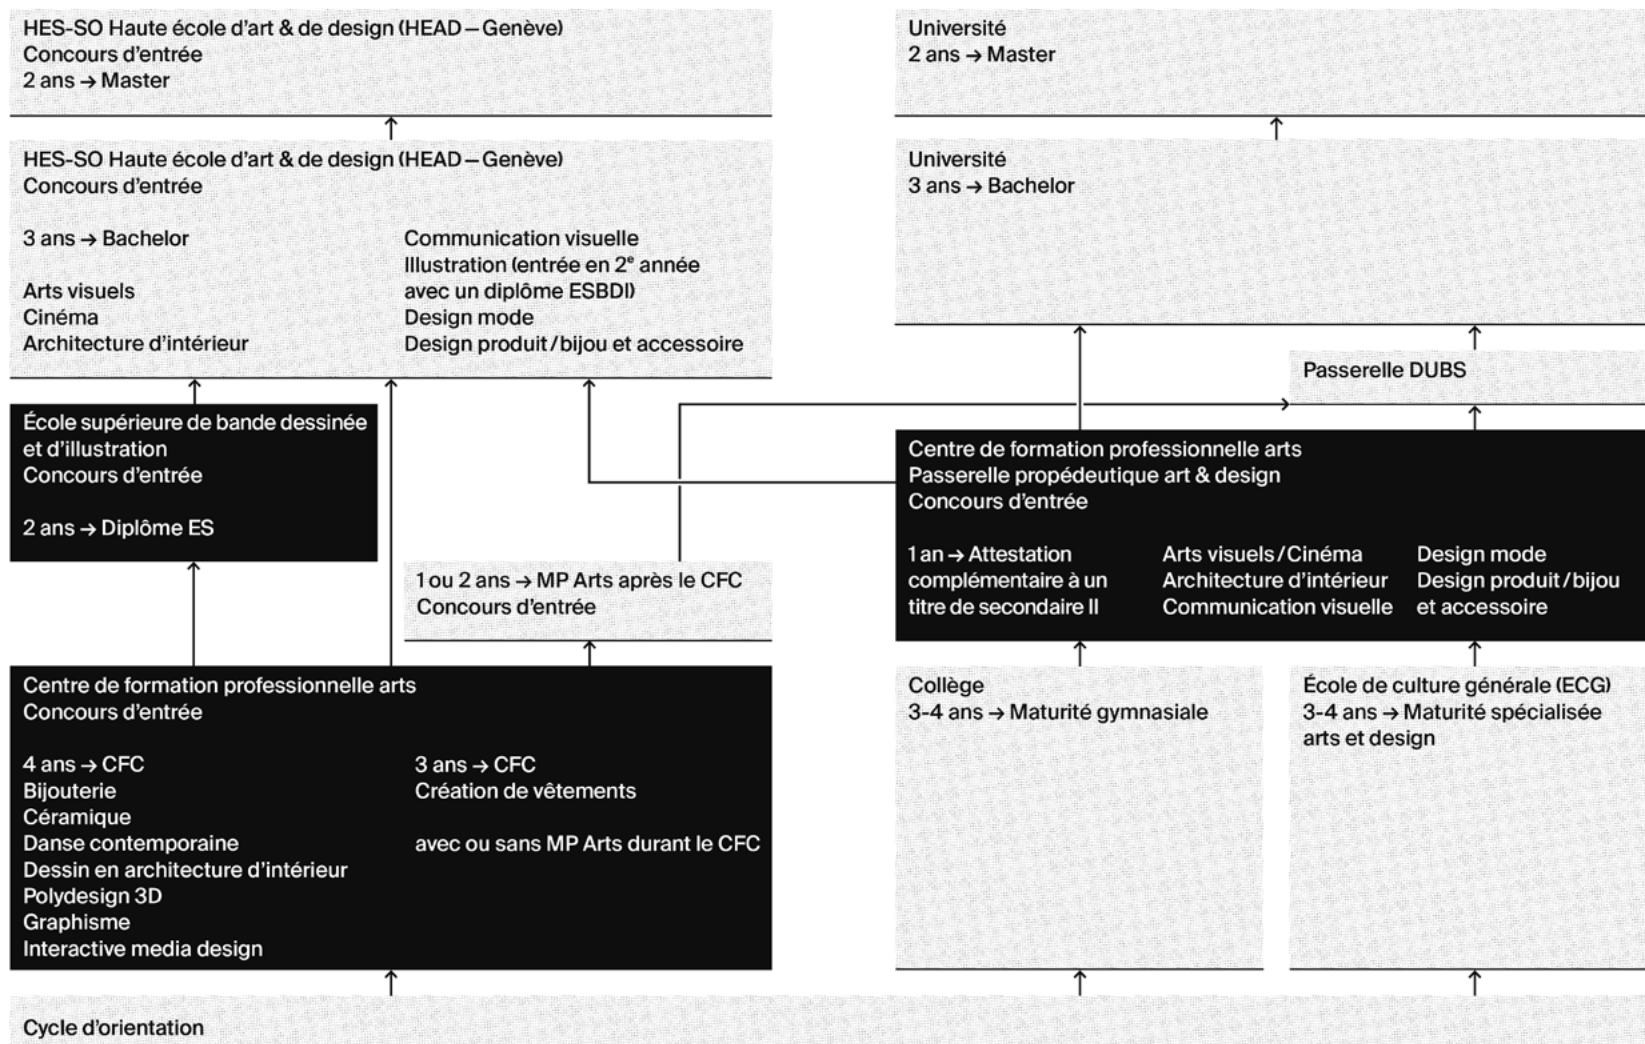 HES-SO Haute école d'art & de design (HEAD – Genève)
Concours d'entrée
2 ans → Master
Université
2 ans → Master
HES-SO Haute école d'art & de design (HEAD – Genève)
Concours d'entrée
3 ans → Bachelor
Arts visuels
Cinéma
Architecture d'intérieur
Communication visuelle
Illustration (entrée en 2e année
avec un diplôme ESBDI)
Design mode
Design produit / bijou et accessoire
Université
3 ans → Bachelor
Passerelle DUBS
École supérieure de bande dessinée
et d'illustration
Concours d'entrée
2 ans → Diplôme ES
1 ou 2 ans → MP Arts après le CFC
Concours d'entrée
Centre de formation professionnelle arts
Passerelle propédeutique art & design
Concours d'entrée
1 an → Attestation
complémentaire à un
titre de secondaire II
Arts visuels / Cinéma
Architecture d'intérieur
Communication visuelle
Design mode
Design produit / bijou
et accessoire
Centre de formation professionnelle arts
Concours d'entrée
4 ans → CFC
Bijouterie
Céramique
Danse contemporaine
Dessin en architecture d'intérieur
Polydesign 3D
Graphisme
Interactive media design
3 ans → CFC
Création de vêtements
avec ou sans MP Arts durant le CFC
Collège
3-4 ans → Maturité gymnasiale
École de culture générale (ECG)
3-4 ans → Maturité spécialisée
arts et design
Cycle d'orientation